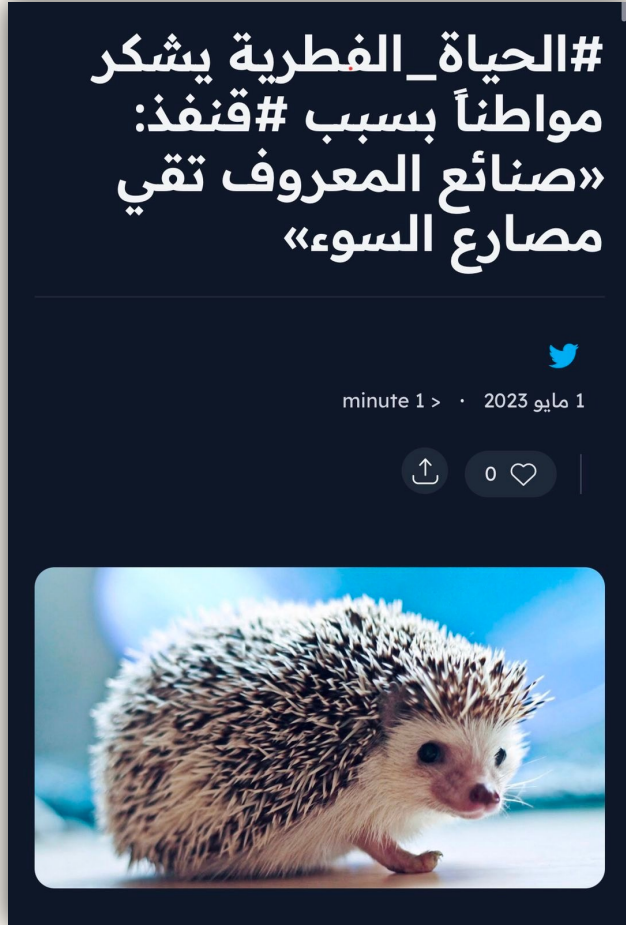 #الحياة_الفطرية يشكر
مواطناً بسبب #قنفذ:
«صنائع المعروف تقي
مصارع السوء»
1 مايو 2023 · < 1 minute
0